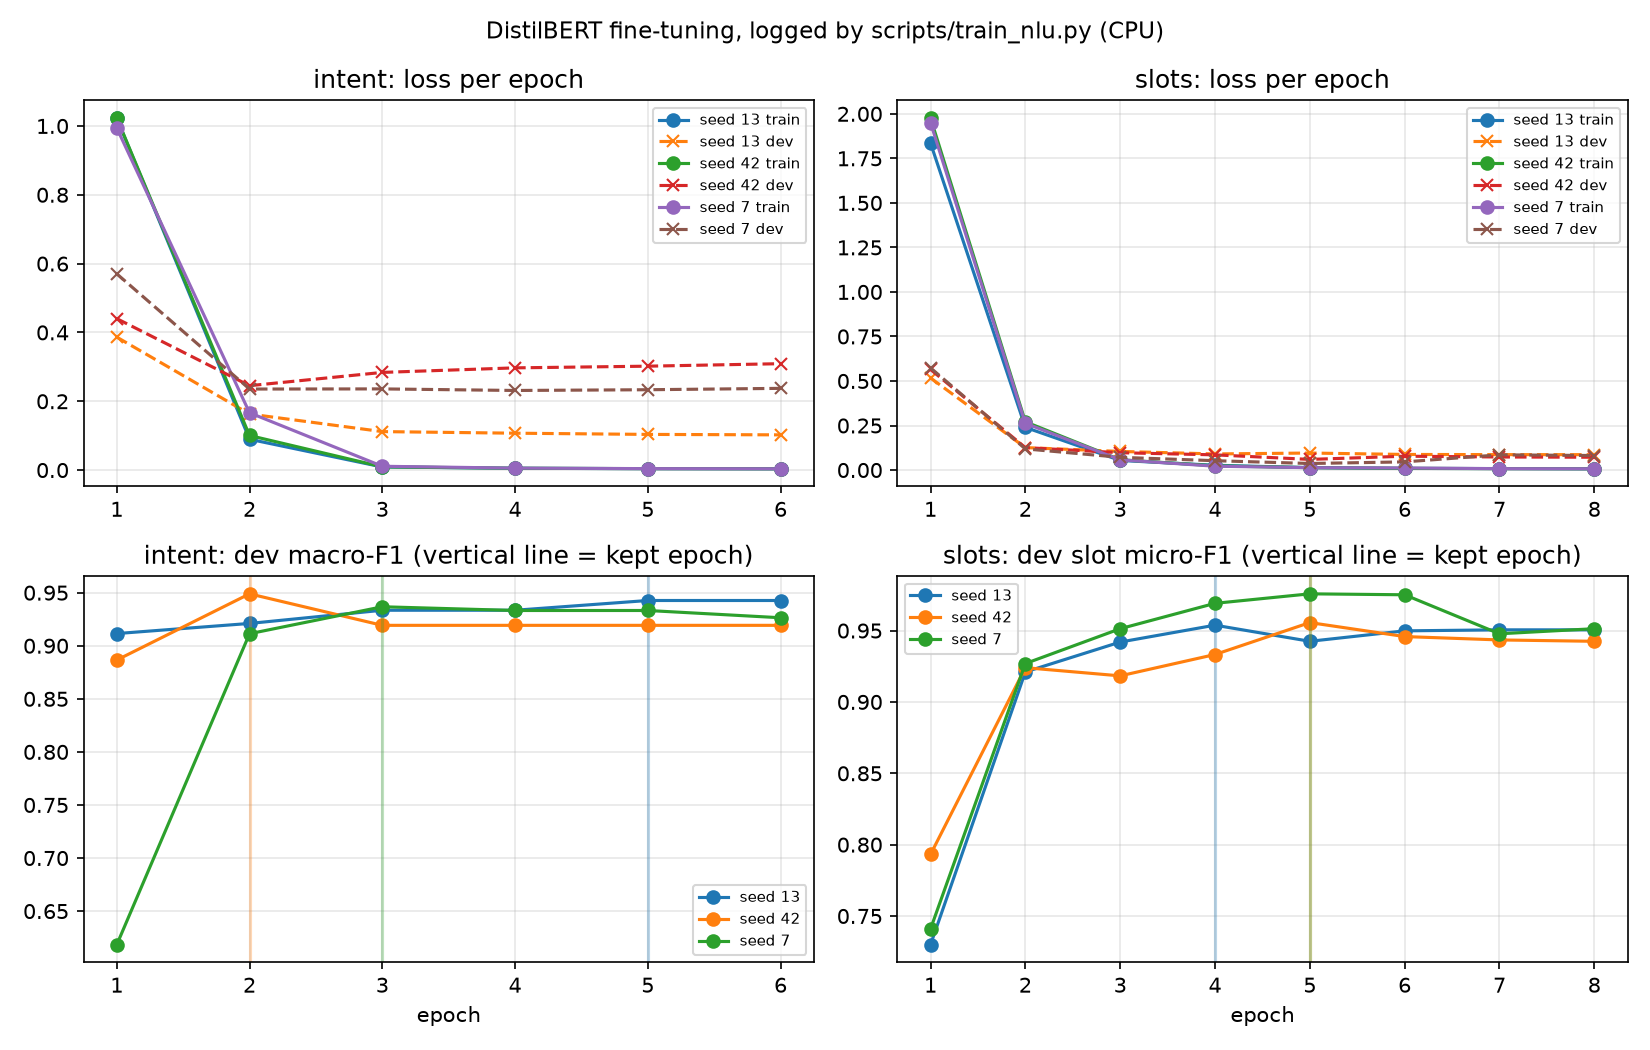 DistilBERT fine-tuning, logged by scripts/train_nlu.py (CPU)
intent: loss per epoch
1.0
0.8
0.6
0.4
0.2
0.0
1 2 3 4 5 6
seed 13 train
seed 13 dev
seed 42 train
seed 42 dev
seed 7 train
seed 7 dev
slots: loss per epoch
2.00
1.75
1.50
1.25
1.00
0.75
0.50
0.25
0.00
1 2 3 4 5 6 7 8
seed 13 train
seed 13 dev
seed 42 train
seed 42 dev
seed 7 train
seed 7 dev
intent: dev macro-F1 (vertical line = kept epoch)
0.95
0.90
0.85
0.80
0.75
0.70
0.65
1 2 3 4 5 6
epoch
seed 13
seed 42
seed 7
slots: dev slot micro-F1 (vertical line = kept epoch)
seed 13
seed 42
seed 7
0.95
0.90
0.85
0.80
0.75
1 2 3 4 5 6 7 8
epoch